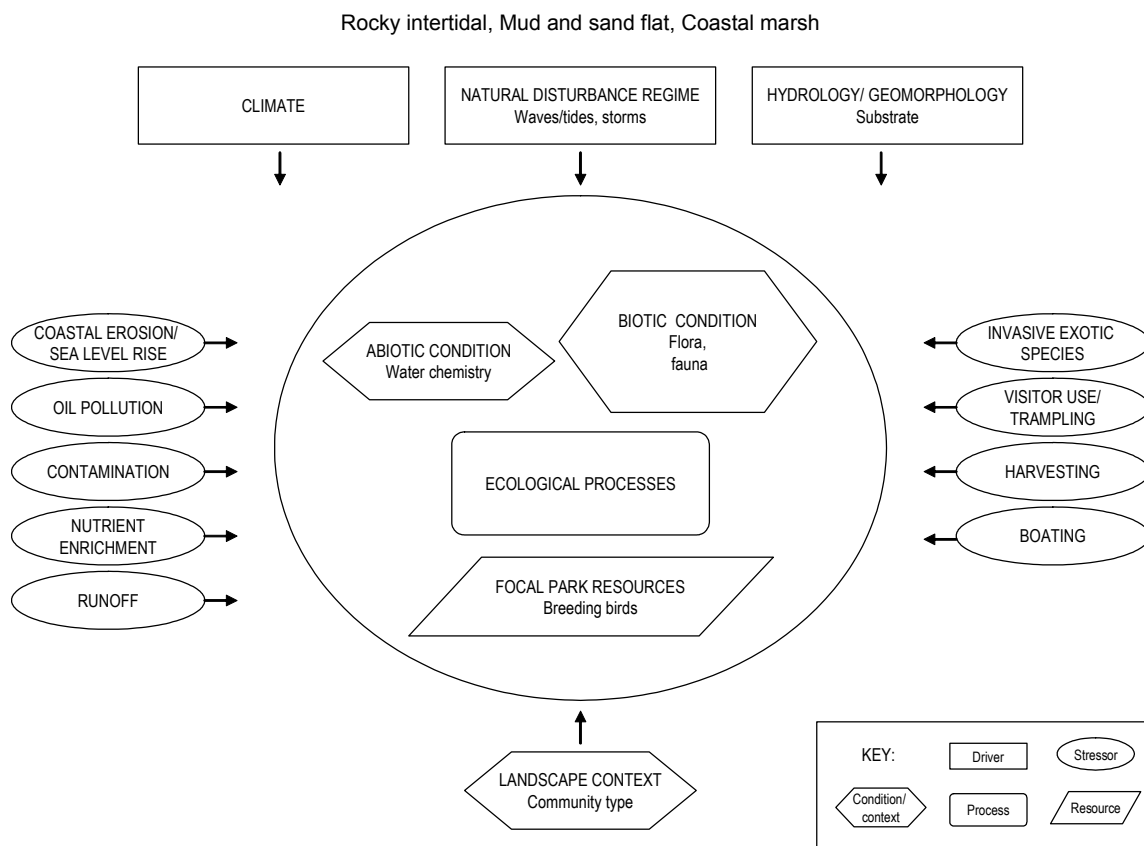 Rocky intertidal, Mud and sand flat, Coastal marsh
CLIMATE
NATURAL DISTURBANCE REGIME
Waves/tides, storms
HYDROLOGY/ GEOMORPHOLOGY
Substrate
ABIOTIC CONDITION
Water chemistry
BIOTIC CONDITION
Flora,
fauna
ECOLOGICAL PROCESSES
FOCAL PARK RESOURCES
Breeding birds
COASTAL EROSION/
SEA LEVEL RISE
OIL POLLUTION
CONTAMINATION
NUTRIENT
ENRICHMENT
RUNOFF
INVASIVE EXOTIC
SPECIES
VISITOR USE/
TRAMPLING
HARVESTING
BOATING
LANDSCAPE CONTEXT
Community type
KEY:
Driver
Stressor
Condition/
context
Process
Resource